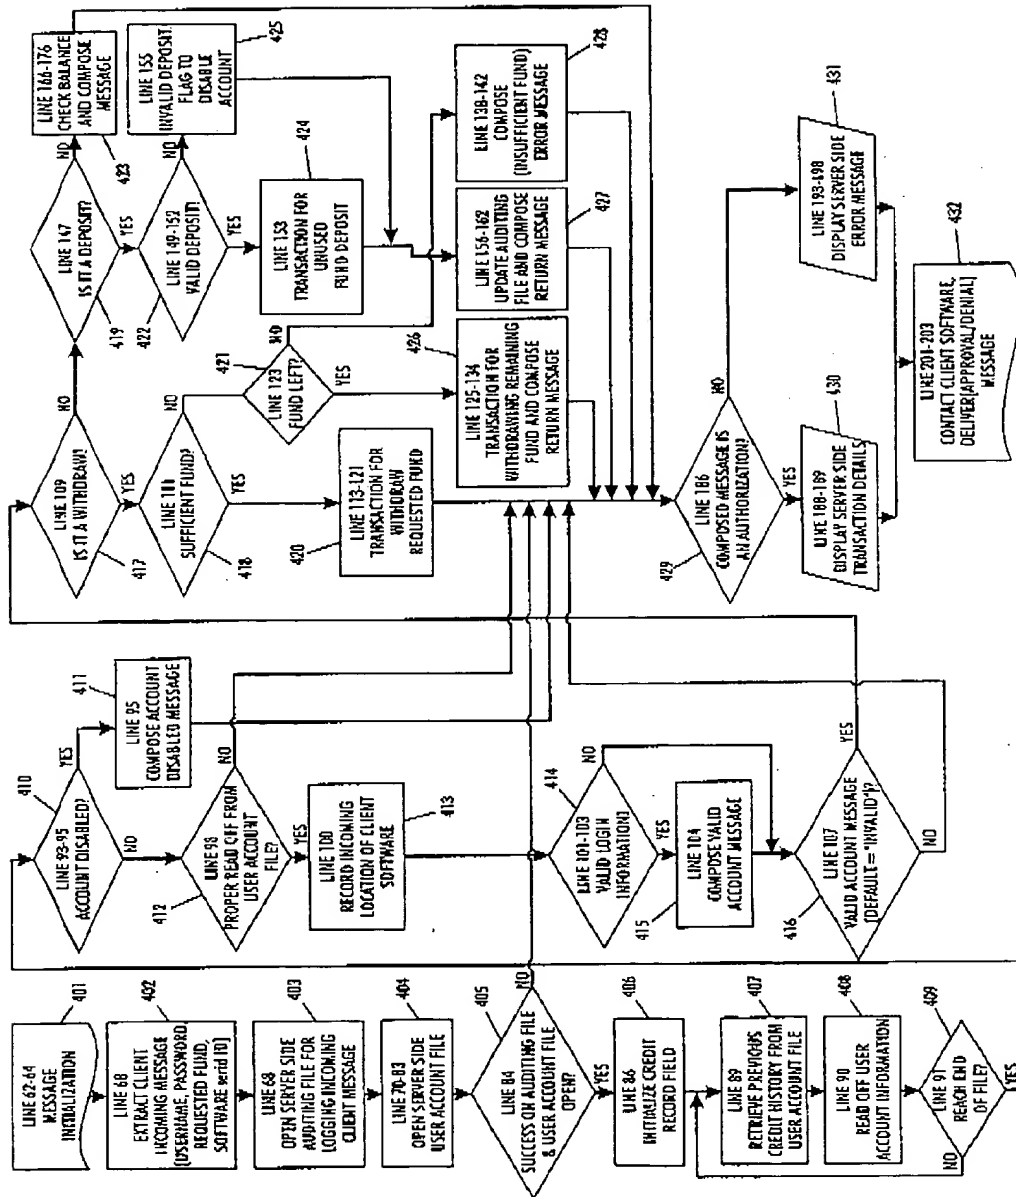 LINE 62-64
MESSAGE
INITIALIZATION
401
LINE 68
EXTRACT CLIENT
INCOMING MESSAGE
(USERNAME, PASSWORD,
REQUESTED FUND,
SOFTWARE serial ID)
402
LINE 68
OPEN SERVER SIDE
AUDITING FILE FOR
LOGGING INCOMING
CLIENT MESSAGE
403
LINE 70-83
OPEN SERVER SIDE
USER ACCOUNT FILE
404
LINE 84
SUCCESS ON AUDITING FILE
& USER ACCOUNT FILE
OPEN?
405
NO
YES
LINE 86
INITIALIZE CREDIT
RECORD FIELD
406
LINE 89
RETRIEVE PREVIOUS
CREDIT HISTORY FROM
USER ACCOUNT FILE
407
LINE 90
READ OFF USER
ACCOUNT INFORMATION
408
LINE 91
REACH END
OF FILE?
409
NO
YES
LINE 93-95
ACCOUNT DISABLED?
410
YES
NO
LINE 95
COMPOSE ACCOUNT
DISABLED MESSAGE
411
LINE 98
PROPER READ OFF FROM
USER ACCOUNT
FILE?
412
NO
YES
LINE 100
RECORD INCOMING
LOCATION OF CLIENT
SOFTWARE
413
LINE 101-103
VALID LOGIN
INFORMATION?
414
NO
YES
LINE 104
COMPOSE VALID
ACCOUNT MESSAGE
415
LINE 107
VALID ACCOUNT MESSAGE
(DEFAULT="INVALID")?
416
YES
NO
LINE 109
IS IT A WITHDRAW?
417
NO
YES
LINE 111
SUFFICIENT FUND?
418
NO
YES
LINE 113-121
TRANSACTION FOR
WITHDRAW
REQUESTED FUND
420
LINE 147
IS IT A DEPOSIT?
419
NO
YES
LINE 166-176
CHECK BALANCE
AND COMPOSE
MESSAGE
423
LINE 149-152
VALID DEPOSIT?
422
NO
YES
LINE 155
INVALID DEPOSIT.
FLAG TO
DISABLE
ACCOUNT
425
LINE 153
TRANSACTION FOR
UNUSED
FUND DEPOSIT
424
LINE 123
FUND LEFT?
421
NO
YES
LINE 125-134
TRANSACTION FOR
WITHDRAWING REMAINING
FUND AND COMPOSE
RETURN MESSAGE
426
LINE 156-162
UPDATE AUDITING
FILE AND COMPOSE
RETURN MESSAGE
427
LINE 138-142
COMPOSE
(INSUFFICIENT FUND)
ERROR MESSAGE
428
LINE 186
COMPOSED MESSAGE IS
AN AUTHORIZATION?
429
NO
YES
LINE 188-189
DISPLAY SERVER SIDE
TRANSACTION DETAILS
430
LINE 193-198
DISPLAY SERVER SIDE
ERROR MESSAGE
431
LINE 201-203
CONTACT CLIENT SOFTWARE,
DELIVER(APPROVAL/DENIAL)
MESSAGE
432